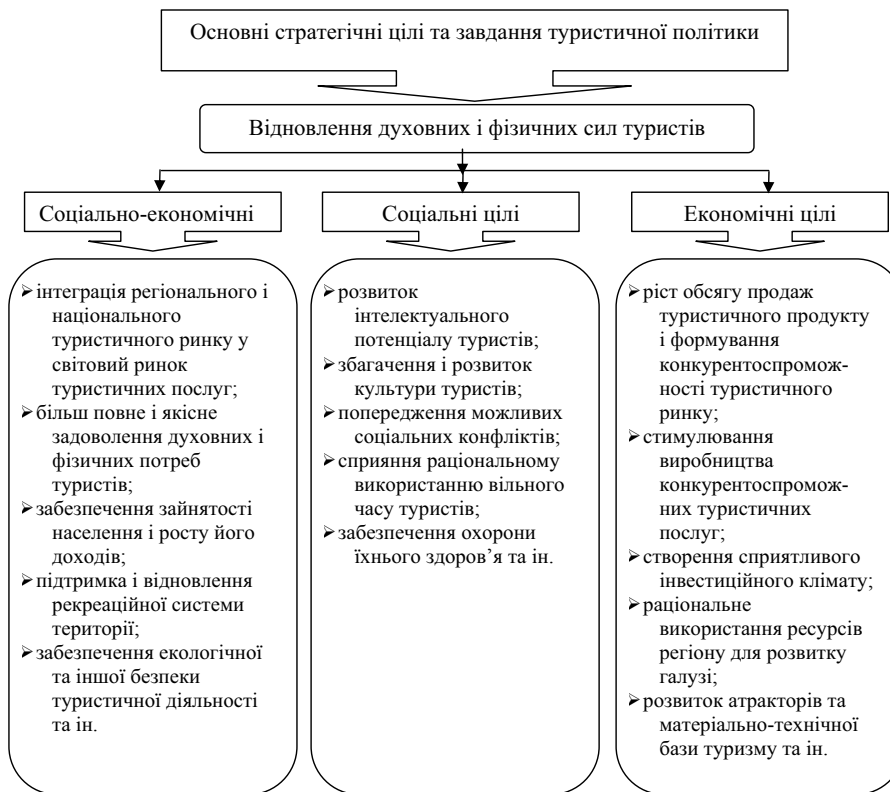 Основні стратегічні цілі та завдання туристичної політики
Відновлення духовних і фізичних сил туристів
Соціально-економічні
Соціальні цілі
Економічні цілі
інтеграція регіонального і
національного
туристичного ринку у
світовий ринок
туристичних послуг;
більш повне і якісне
задоволення духовних і
фізичних потреб
туристів;
забезпечення зайнятості
населення і росту його
доходів;
підтримка і відновлення
рекреаційної системи
території;
забезпечення екологічної
та іншої безпеки
туристичної діяльності
та ін.
розвиток
інтелектуального
потенціалу туристів;
збагачення і розвиток
культури туристів;
попередження можливих
соціальних конфліктів;
сприяння раціональному
використанню вільного
часу туристів;
забезпечення охорони
їхнього здоров’я та ін.
ріст обсягу продаж
туристичного продукту
і формування
конкурентоспромож-
ності туристичного
ринку;
стимулювання
виробництва
конкурентоспромож-
них туристичних
послуг;
створення сприятливого
інвестиційного клімату;
раціональне
використання ресурсів
регіону для розвитку
галузі;
розвиток атракторів та
матеріально-технічної
бази туризму та ін.